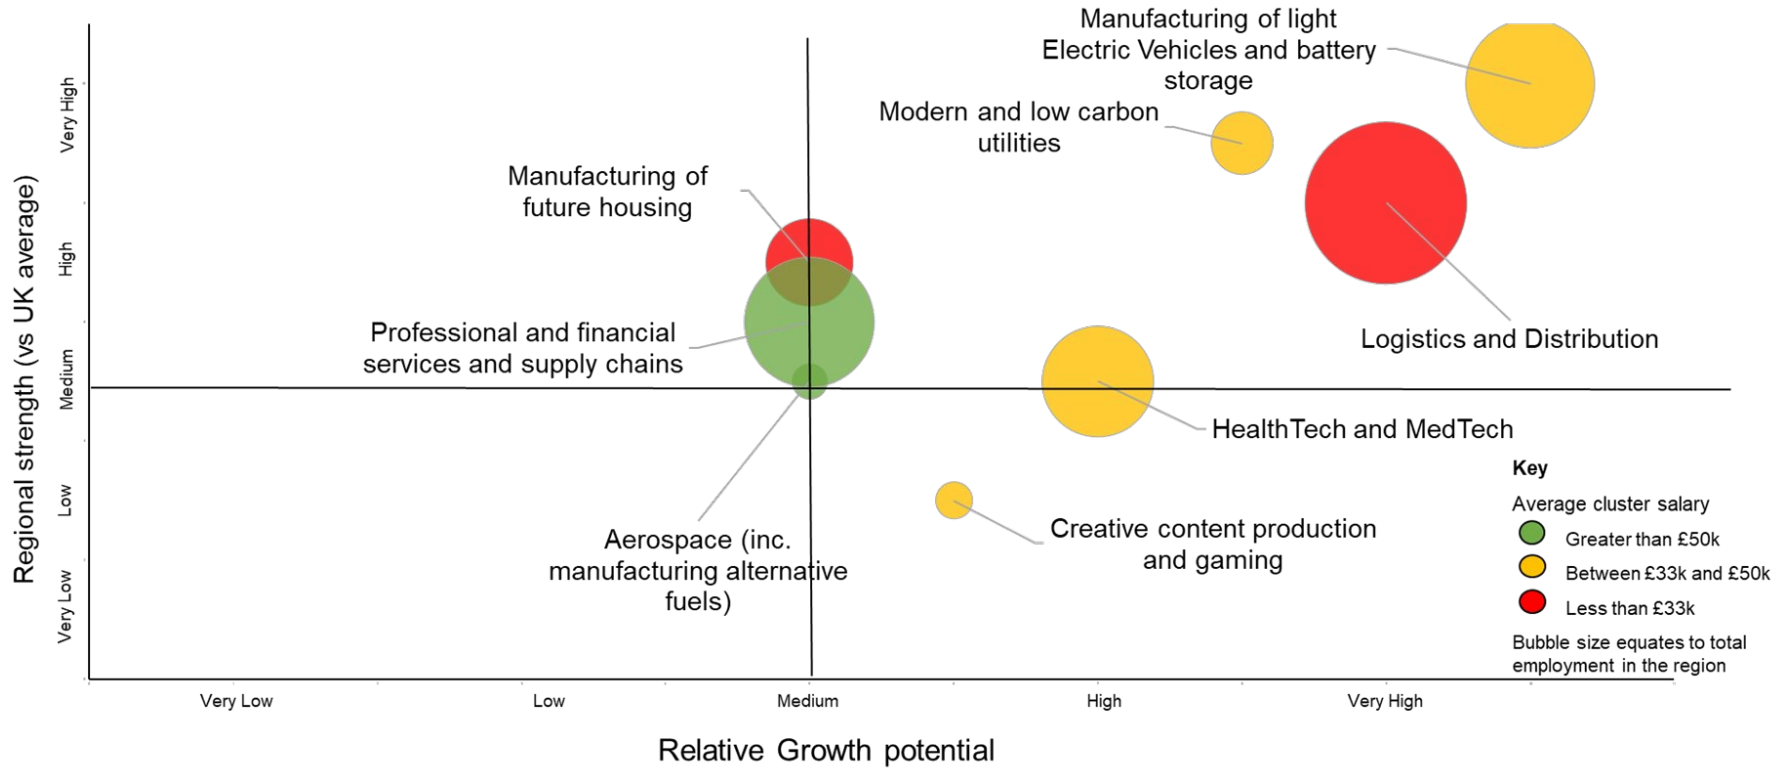 Manufacturing of light
Electric Vehicles and battery
storage
Modern and low carbon
utilities
Manufacturing of
future housing
Professional and financial
services and supply chains
Logistics and Distribution
HealthTech and MedTech
Creative content production
and gaming
Aerospace (inc.
manufacturing alternative
fuels)
Key
Average cluster salary
Greater than £50k
Between £33k and £50k
Less than £33k
Bubble size equates to total
employment in the region
Regional strength (vs UK average)
Very High
High
Medium
Low
Very Low
Very Low
Low
Medium
High
Very High
Relative Growth potential